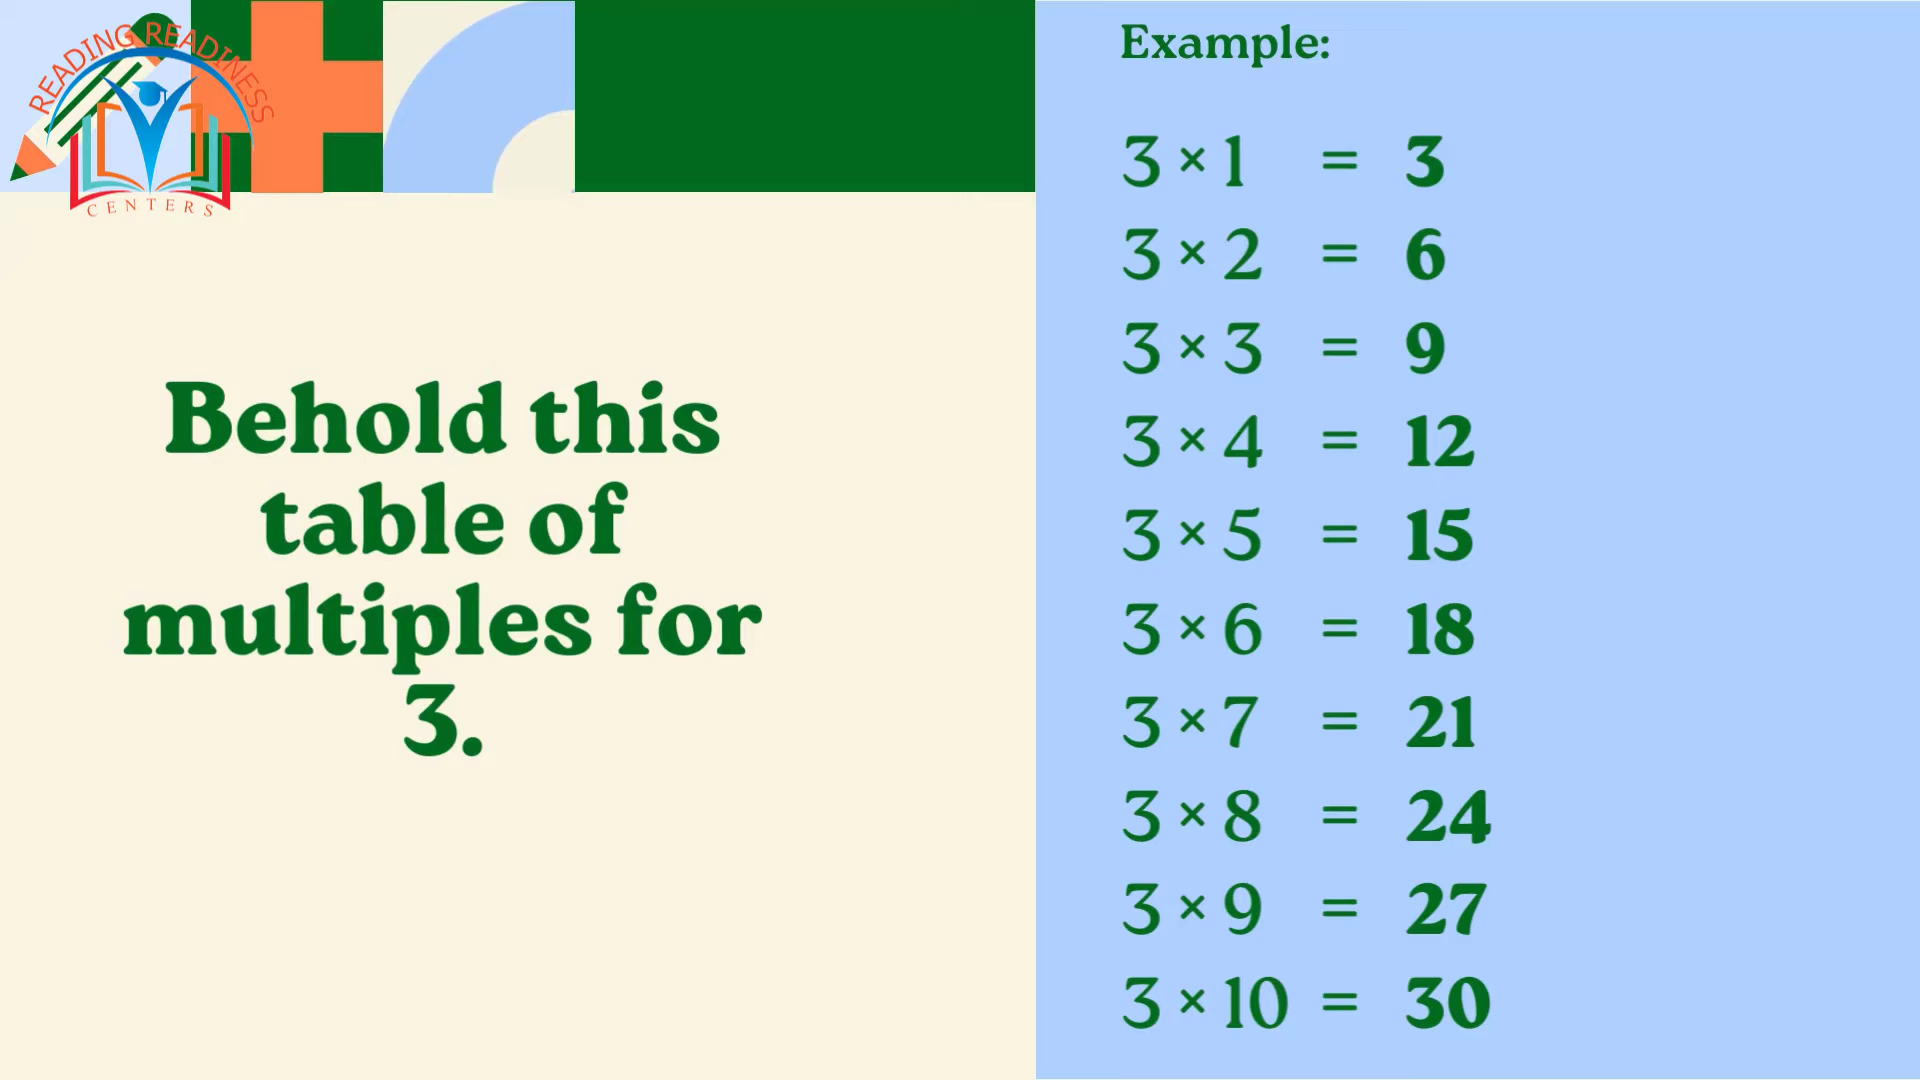 READING READINESS
CENTERS
Behold this
table of
multiples for
3.
Example:
3 × 1 = 3
3 × 2 = 6
3 × 3 = 9
3 × 4 = 12
3 × 5 = 15
3 × 6 = 18
3 × 7 = 21
3 × 8 = 24
3 × 9 = 27
3 × 10 = 30